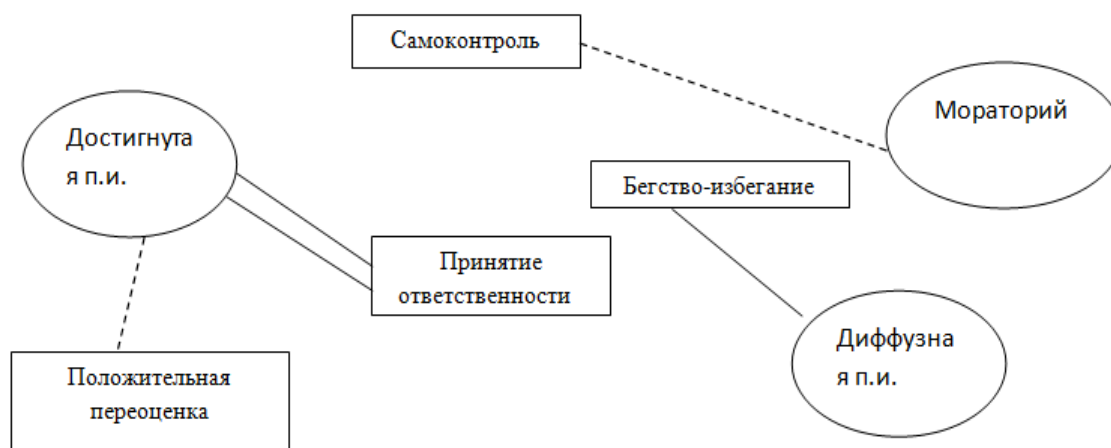 Самоконтроль
Достигнута
я п.и.
Мораторий
Бегство-избегание
Принятие
ответственности
Диффузна
я п.и.
Положительная
переоценка